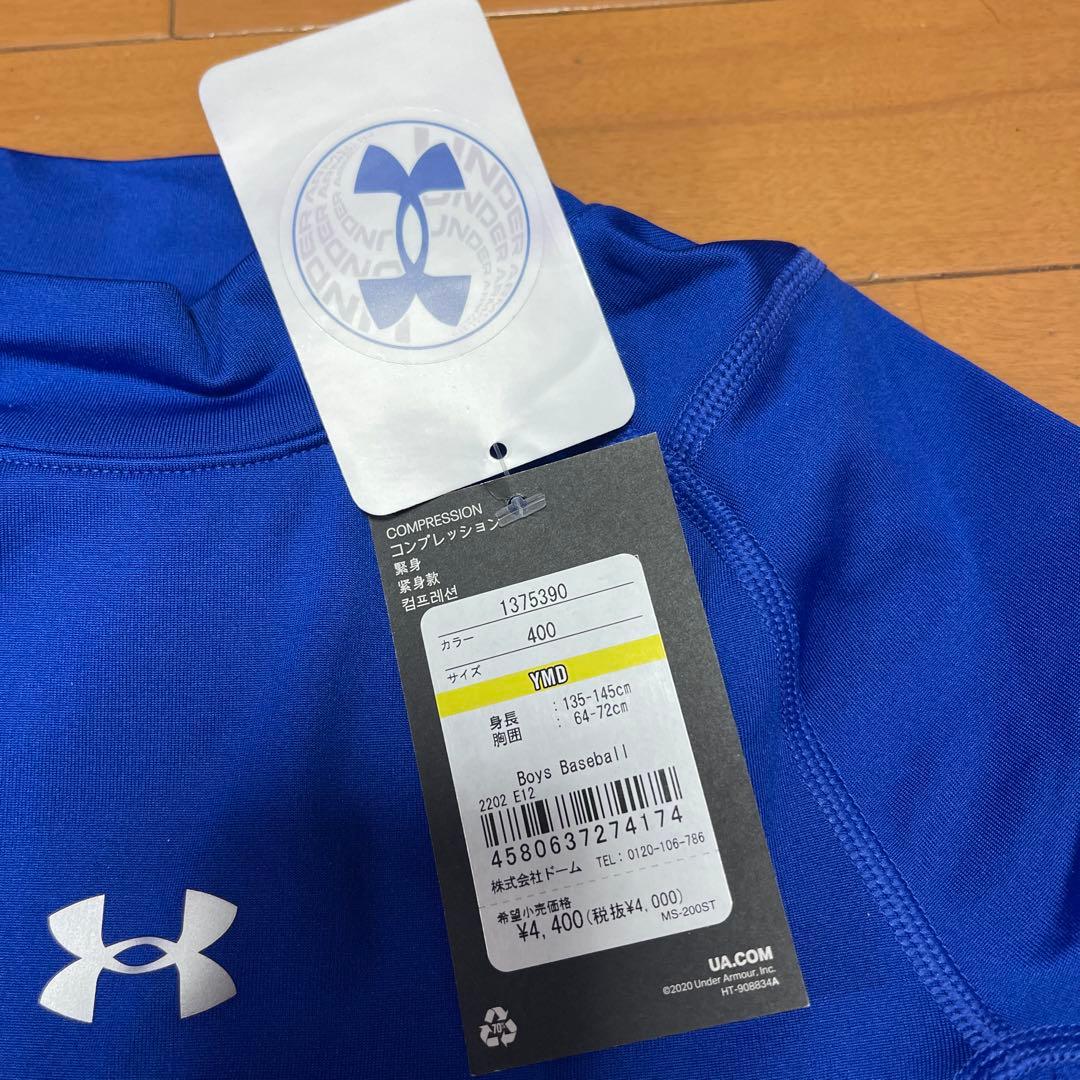 UNDER
UNDER
UNDER ARMOUR
UNDER
UNDER
COMPRESSION
コンプレッション
緊身
紧身款
컴프레션
1375390
カラー 400
サイズ YMD
身長 : 135-145cm
胸囲 : 64-72cm
Boys Baseball
2202 E12
4580637274174
株式会社ドーム TEL: 0120-106-786
希望小売価格
¥4,400(税抜¥4,000)
MS-200ST
UA.COM
©2020 Under Armour, Inc.
HT-908834A
70%